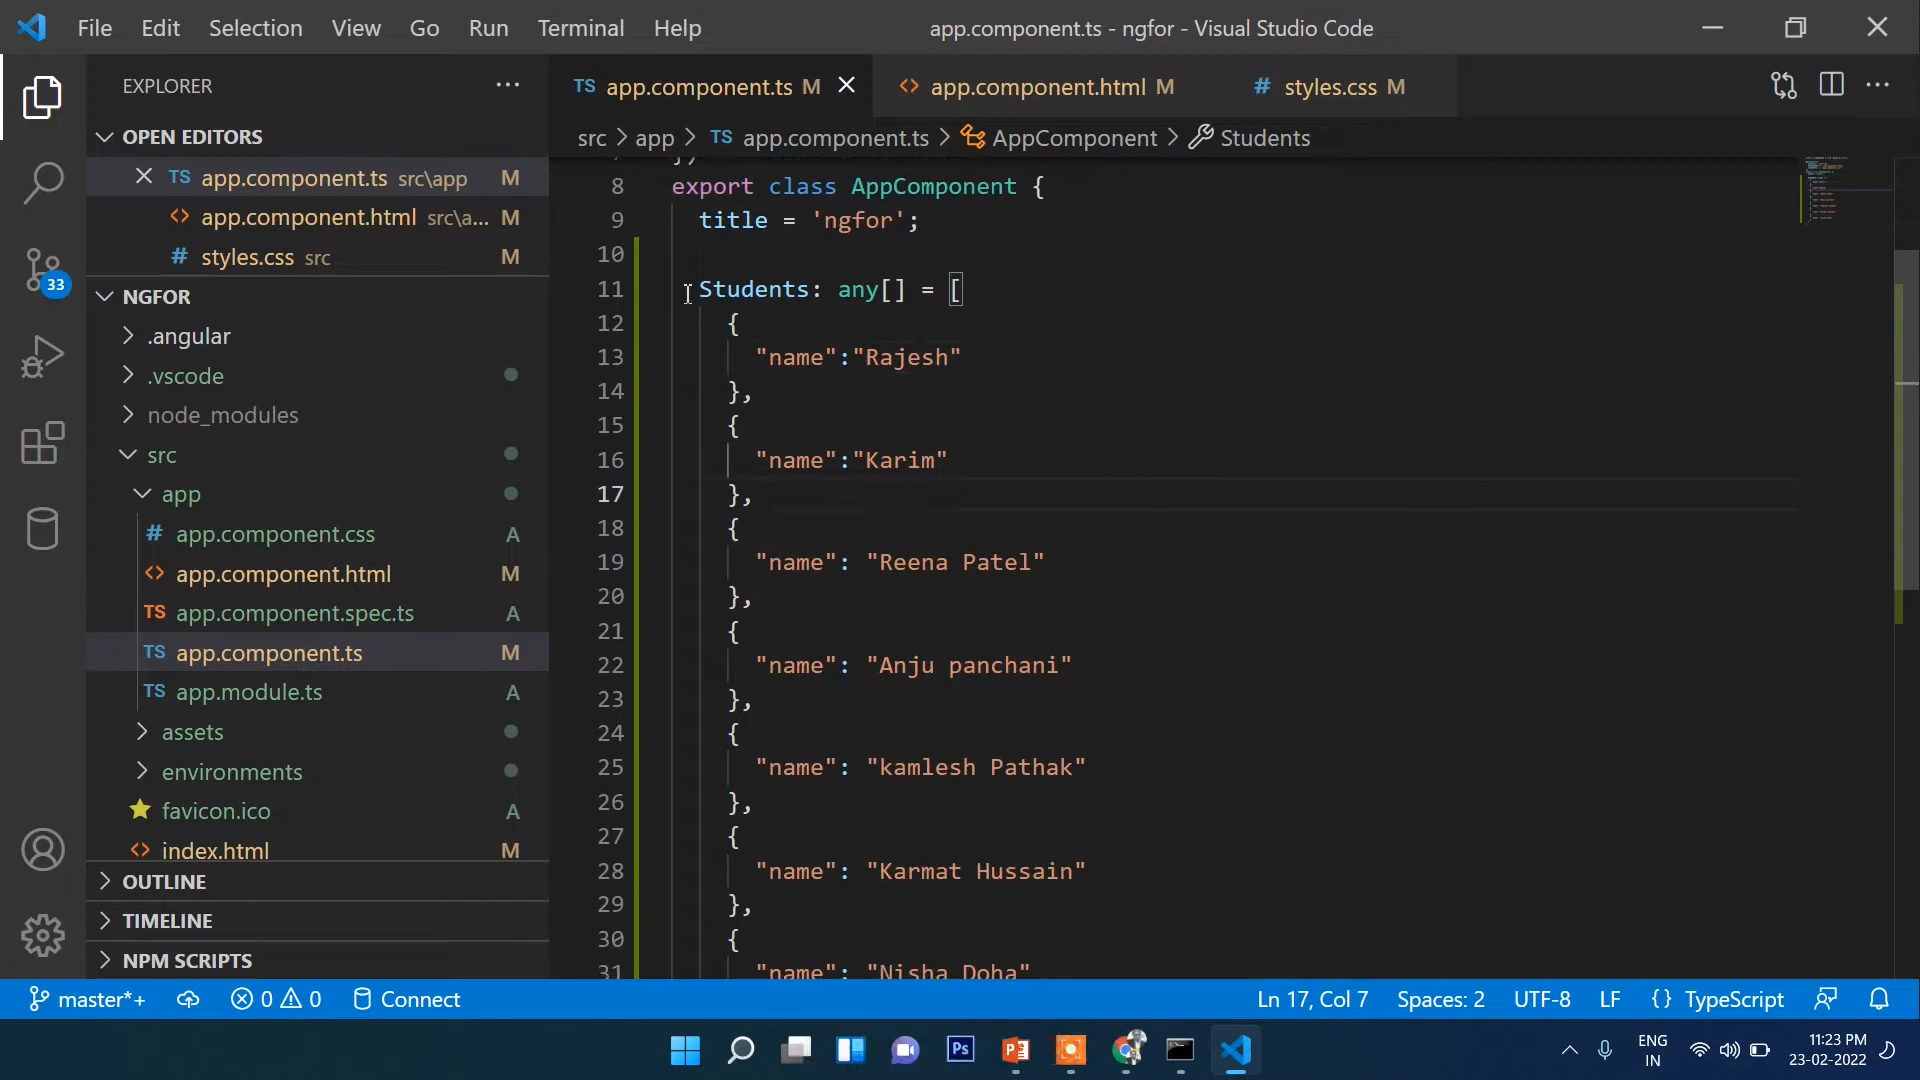 File Edit Selection View Go Run Terminal Help
app.component.ts - ngfor - Visual Studio Code
EXPLORER
OPEN EDITORS
TS app.component.ts src\app M
app.component.html src\a... M
# styles.css src M
NGFOR
.angular
.vscode
node_modules
src
app
# app.component.css A
app.component.html M
TS app.component.spec.ts A
TS app.component.ts M
TS app.module.ts A
assets
environments
favicon.ico A
index.html M
OUTLINE
TIMELINE
NPM SCRIPTS
33
TS app.component.ts M
<> app.component.html M
# styles.css M
src > app > TS app.component.ts > AppComponent > Students
8 export class AppComponent {
9 title = 'ngfor';
10
11 Students: any[] = [
12 {
13 "name":"Rajesh"
14 },
15 {
16 "name":"Karim"
17 },
18 {
19 "name": "Reena Patel"
20 },
21 {
22 "name": "Anju panchani"
23 },
24 {
25 "name": "kamlesh Pathak"
26 },
27 {
28 "name": "Karmat Hussain"
29 },
30 {
31 "name": "Nisha Doha"
master*+ 0 0 Connect
Ln 17, Col 7 Spaces: 2 UTF-8 LF {} TypeScript
Ps
ENG
IN
11:23 PM
23-02-2022